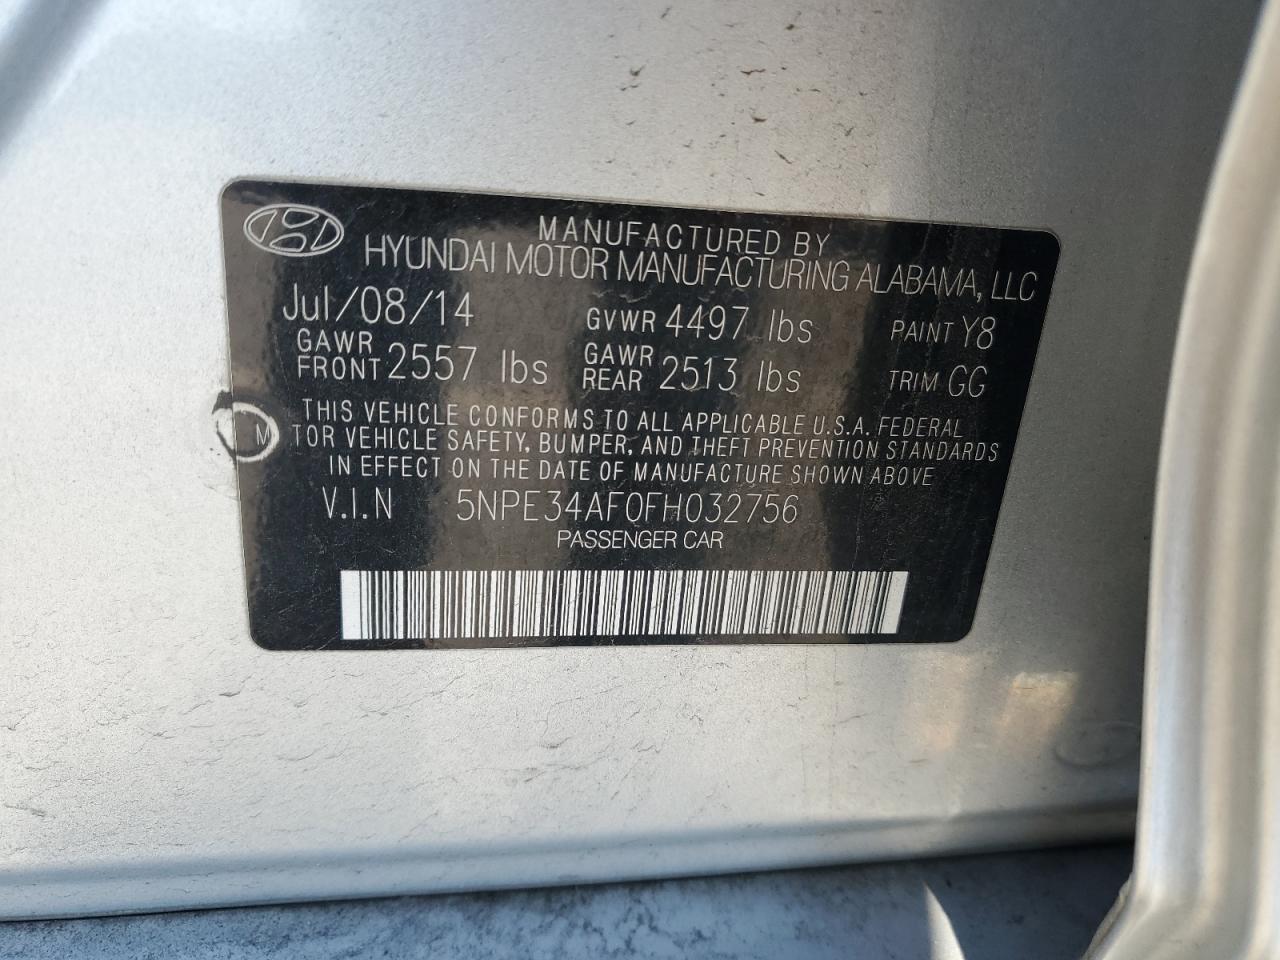 MANUFACTURED BY
HYUNDAI MOTOR MANUFACTURING ALABAMA, LLC
Jul/08/14 GVWR 4497 lbs PAINT Y8
GAWR FRONT 2557 lbs GAWR REAR 2513 lbs TRIM GG
THIS VEHICLE CONFORMS TO ALL APPLICABLE U.S.A. FEDERAL
M TOR VEHICLE SAFETY, BUMPER, AND THEFT PREVENTION STANDARDS
IN EFFECT ON THE DATE OF MANUFACTURE SHOWN ABOVE
V.I.N 5NPE34AF0FH032756
PASSENGER CAR